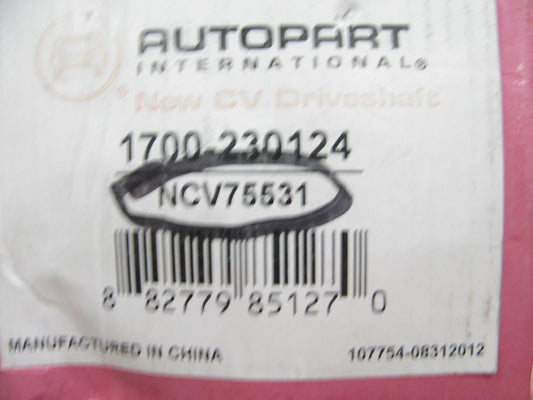 AUTOPART
INTERNATIONAL®
New CV Driveshaft
1700-230124
NCV75531
8 82779 85127 0
MANUFACTURED IN CHINA
107754-08312012